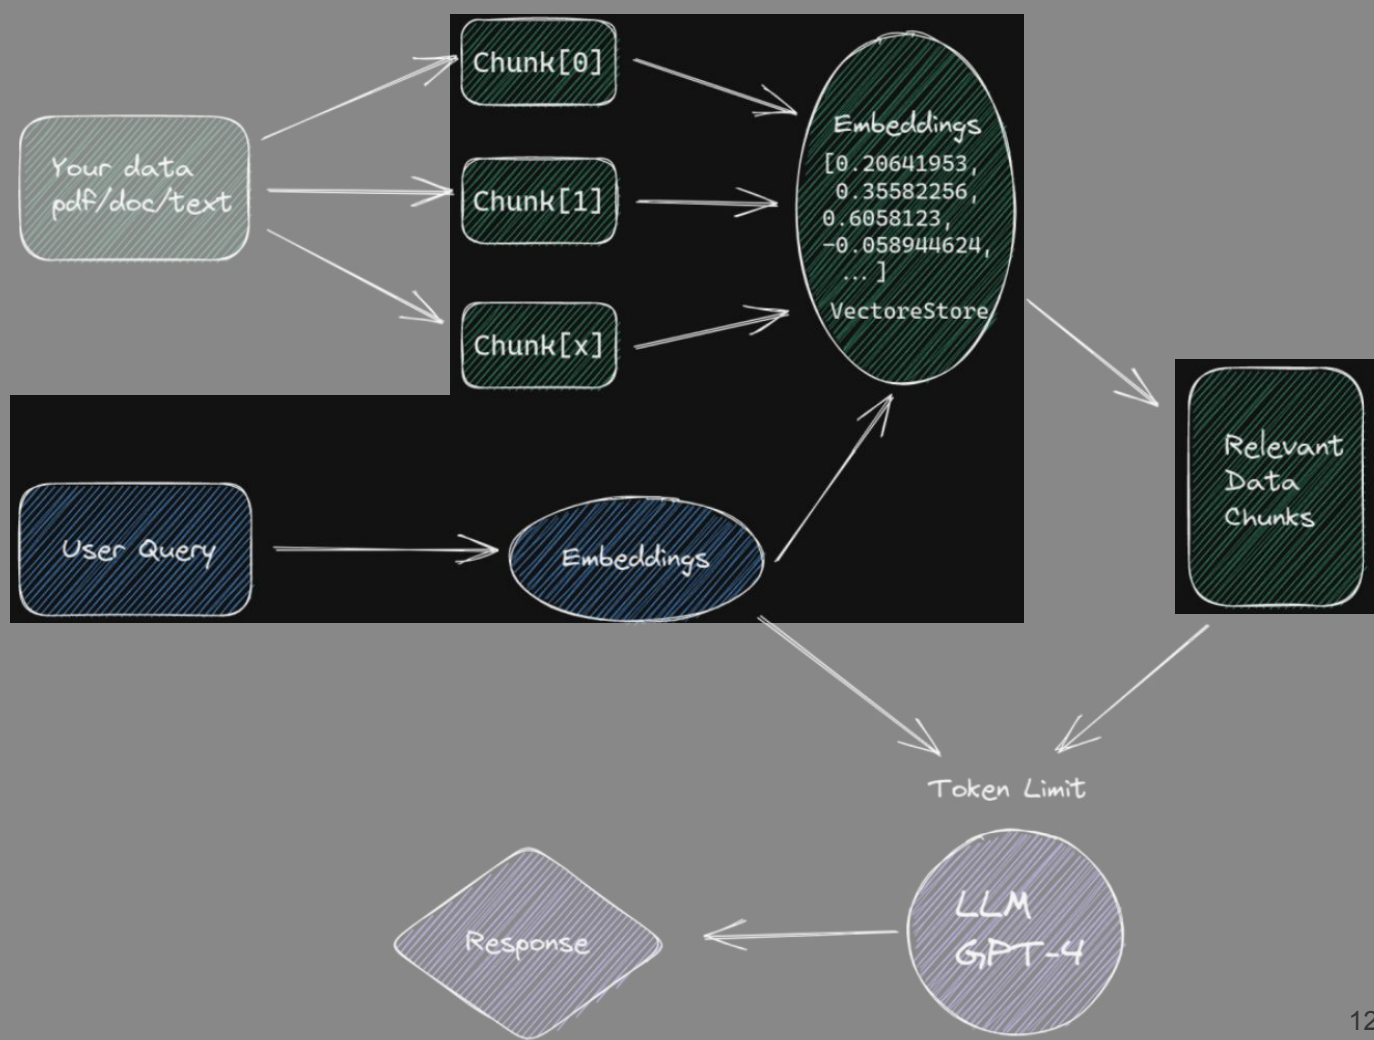 Your data
pdf/doc/text
Chunk[0]
Chunk[1]
Chunk[x]
Embeddings
[0.20641953,
0.35582256,
0.6058123,
-0.058944624,
... ]
VectoreStore
User Query
Embeddings
Relevant
Data
Chunks
Token Limit
LLM
GPT-4
Response
12